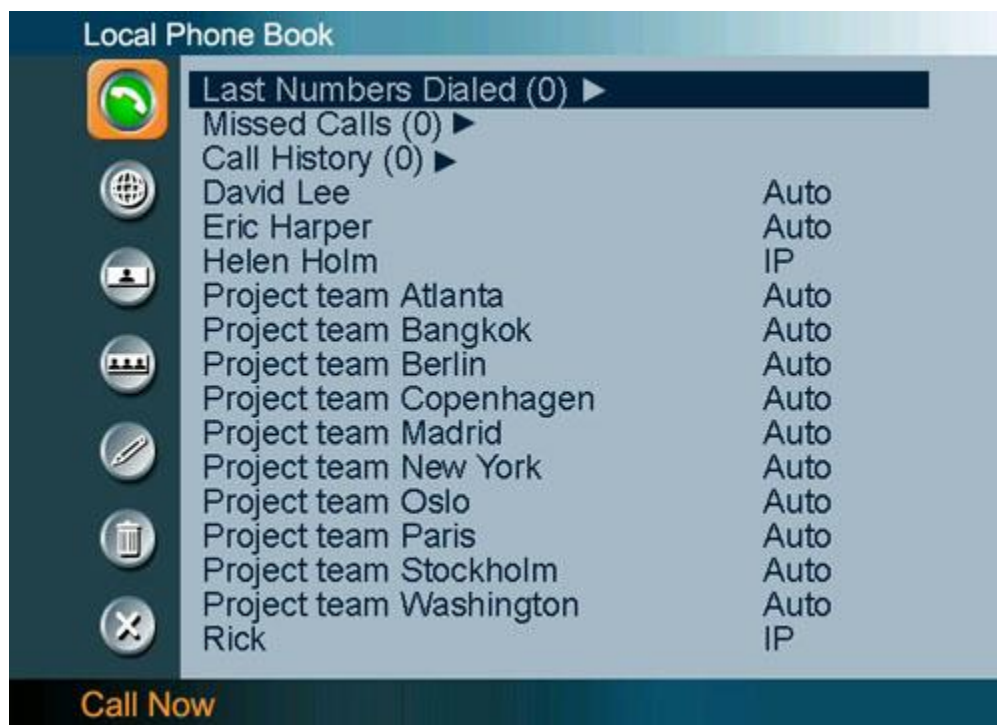 Local Phone Book
Last Numbers Dialed (0) ▶
Missed Calls (0) ▶
Call History (0) ▶
David Lee Auto
Eric Harper Auto
Helen Holm IP
Project team Atlanta Auto
Project team Bangkok Auto
Project team Berlin Auto
Project team Copenhagen Auto
Project team Madrid Auto
Project team New York Auto
Project team Oslo Auto
Project team Paris Auto
Project team Stockholm Auto
Project team Washington Auto
Rick IP
Call Now